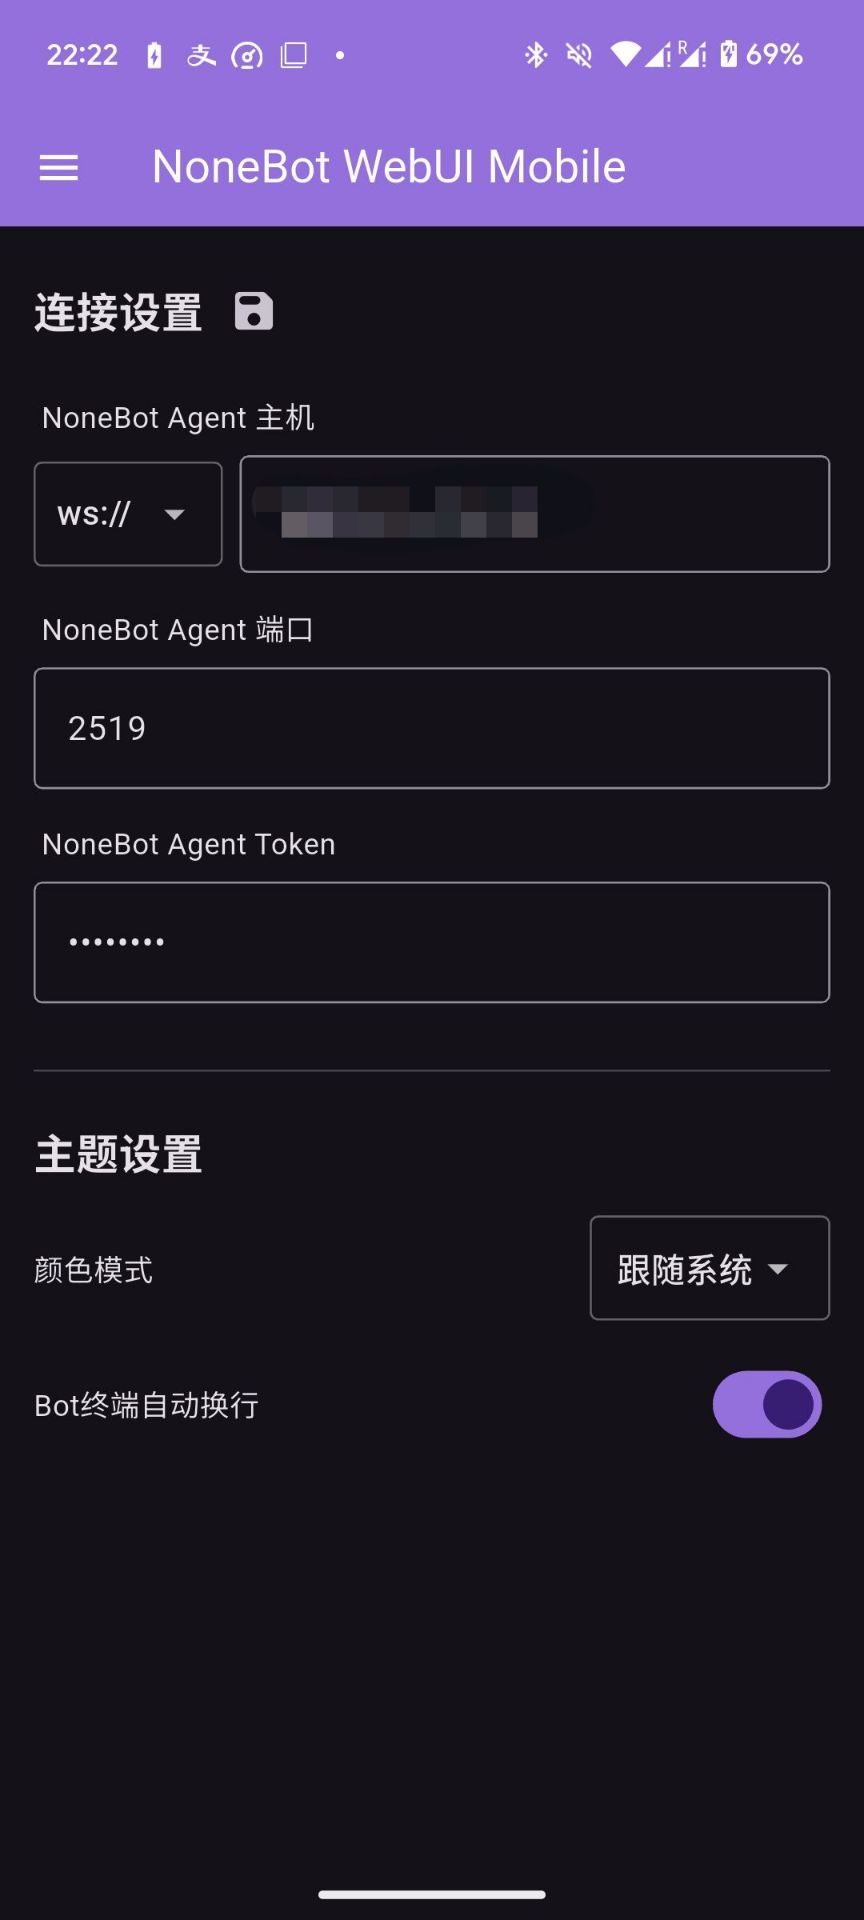 22:22
69%
NoneBot WebUI Mobile
连接设置
NoneBot Agent 主机
ws://
NoneBot Agent 端口
2519
NoneBot Agent Token
••••••••
主题设置
颜色模式
跟随系统
Bot终端自动换行